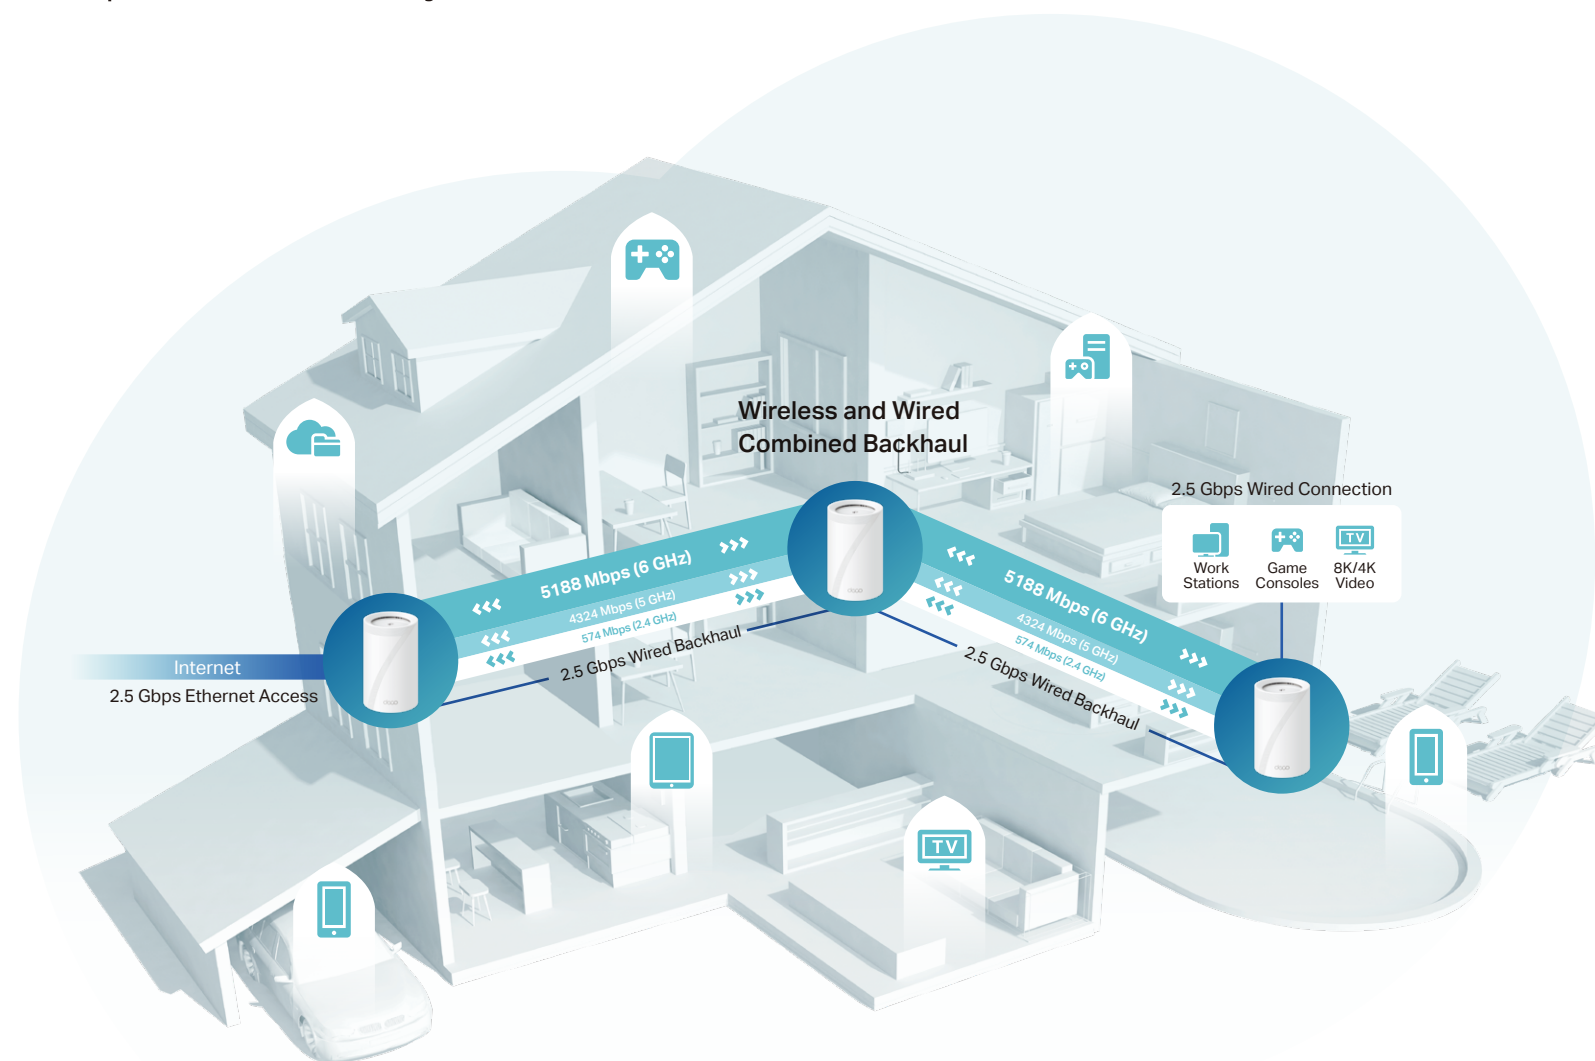 Wireless and Wired
Combined Backhaul
2.5 Gbps Wired Connection
Work
Stations
Game
Consoles
8K/4K
Video
TV
5188 Mbps (6 GHz)
4324 Mbps (5 GHz)
574 Mbps (2.4 GHz)
2.5 Gbps Wired Backhaul
5188 Mbps (6 GHz)
4324 Mbps (5 GHz)
574 Mbps (2.4 GHz)
2.5 Gbps Wired Backhaul
Internet
2.5 Gbps Ethernet Access
TV